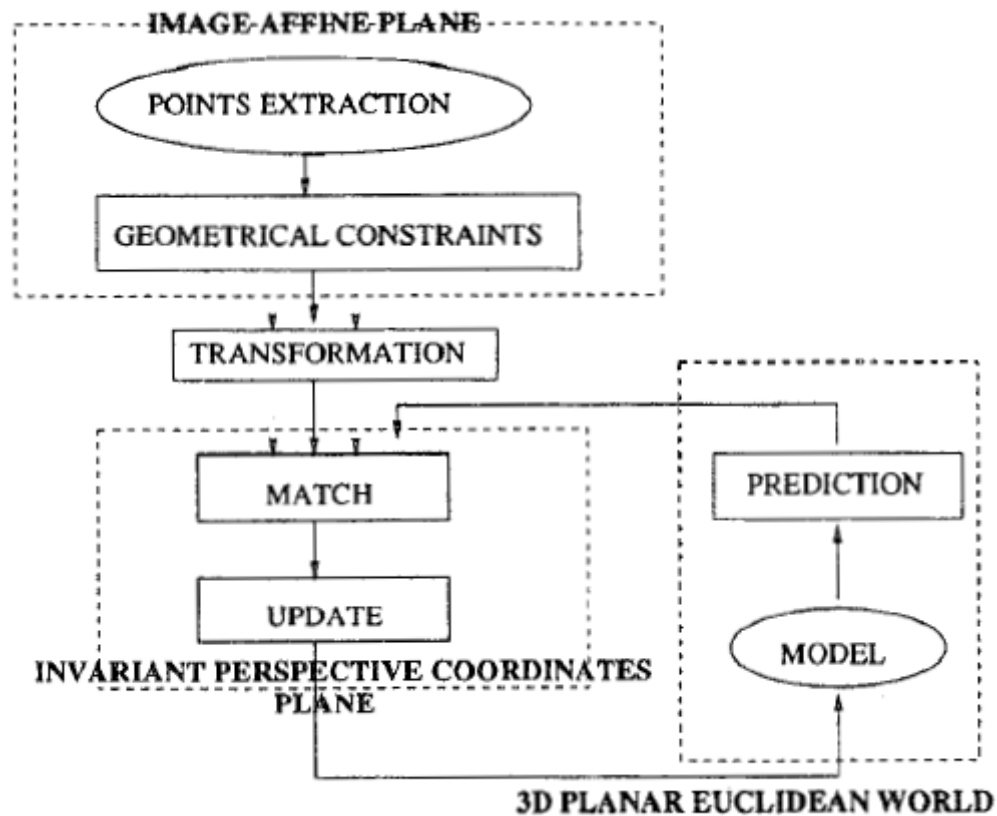 IMAGE-AFFINE-PLANE
POINTS EXTRACTION
GEOMETRICAL CONSTRAINTS
TRANSFORMATION
MATCH
PREDICTION
UPDATE
MODEL
INVARIANT PERSPECTIVE COORDINATES
PLANE
3D PLANAR EUCLIDEAN WORLD